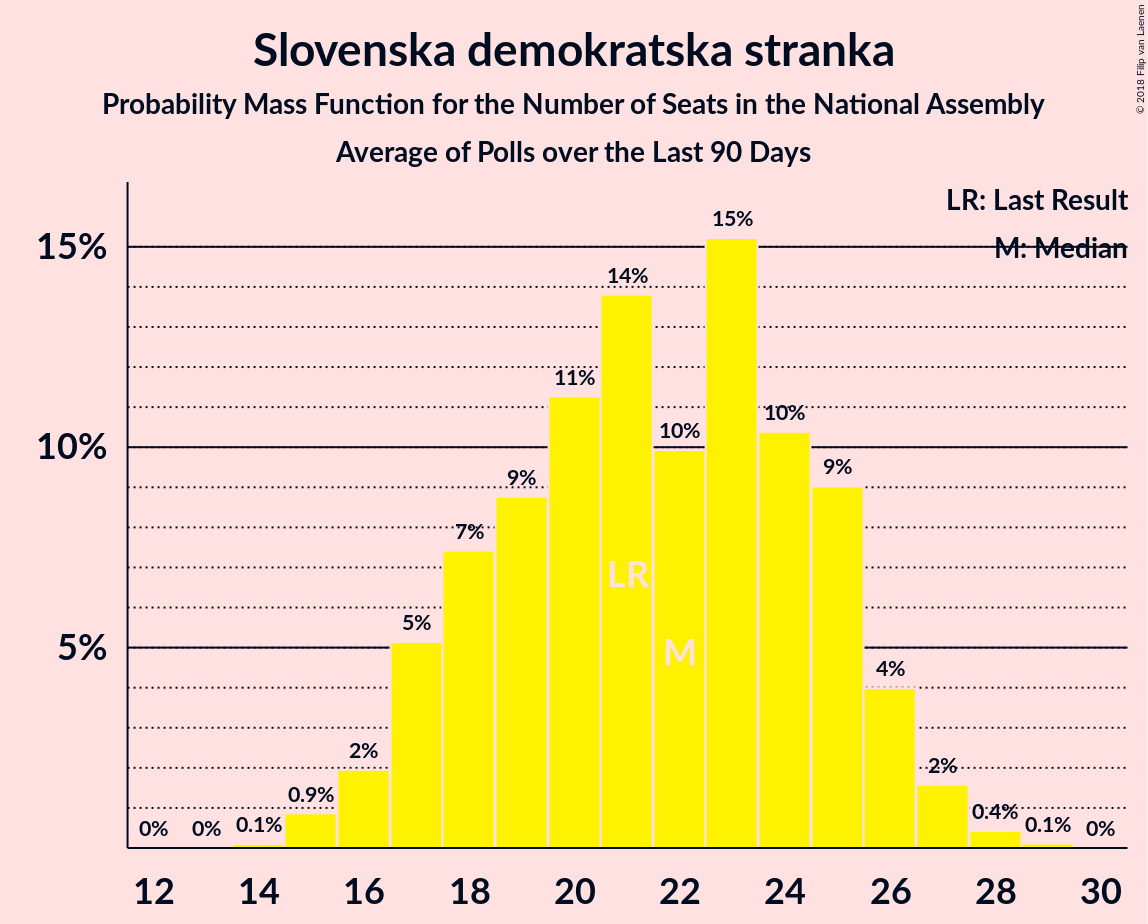 Slovenska demokratska stranka
Probability Mass Function for the Number of Seats in the National Assembly
Average of Polls over the Last 90 Days
© 2018 Filip van Laenen
LR: Last Result
M: Median
15%
10%
5%
0%
0%
0.1%
0.9%
2%
5%
7%
9%
11%
14%
10%
15%
10%
9%
4%
2%
0.4%
0.1%
0%
LR
M
12 14 16 18 20 22 24 26 28 30